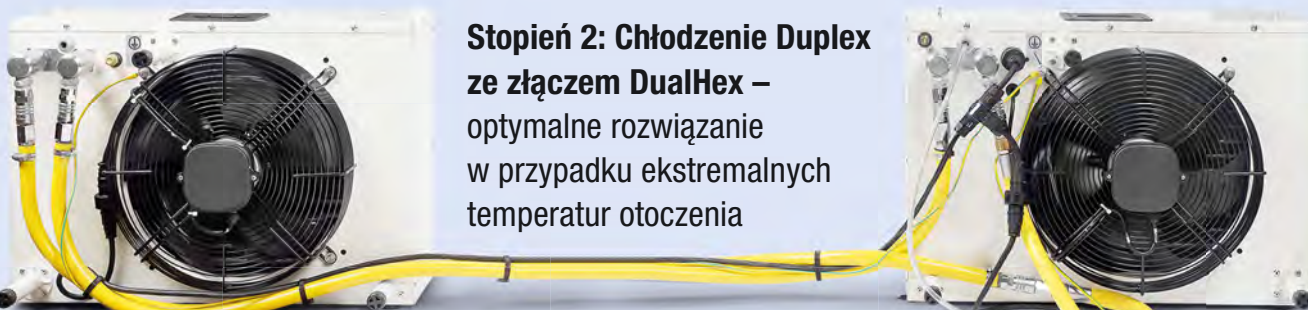 Stopień 2: Chłodzenie Duplex
ze złączem DualHex –
optymalne rozwiązanie
w przypadku ekstremalnych
temperatur otoczenia